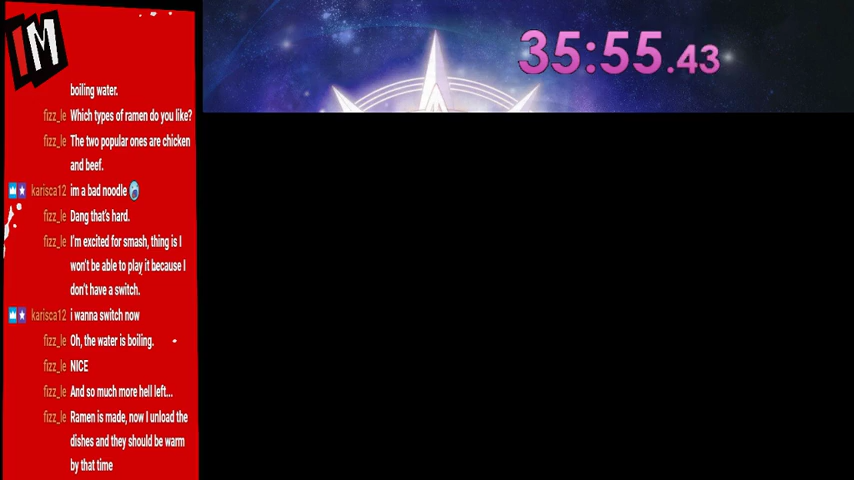 IM
35:55.43
boiling water.
fizz_le Which types of ramen do you like?
fizz_le The two popular ones are chicken
and beef.
karisca12 im a bad noodle
fizz_le Dang that's hard.
fizz_le I'm excited for smash, thing is I
won't be able to play it because I
don't have a switch.
karisca12 i wanna switch now
fizz_le Oh, the water is boiling.
fizz_le NICE
fizz_le And so much more hell left...
fizz_le Ramen is made, now I unload the
dishes and they should be warm
by that time